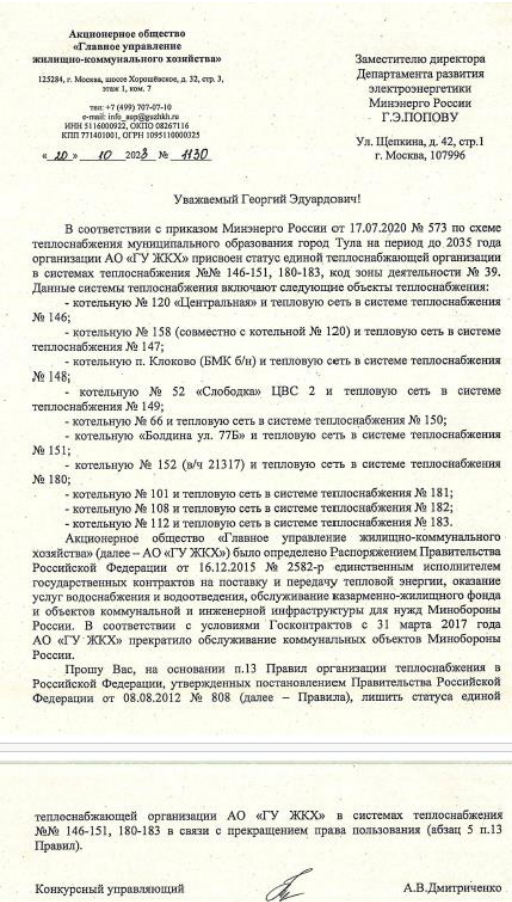 Акционерное общество
«Главное управление
жилищно-коммунального хозяйства»
125284, г. Москва, шоссе Хорошёвское, д. 32, стр. 3,
этаж 1, ком. 7
тел: +7 (499) 707-07-10
e-mail: info_aup@guzhkh.ru
ИНН 5116000922, ОКПО 08267116
КПП 771401001, ОГРН 1095110000325
« 20 » 10 2023 № 1130
Заместителю директора
Департамента развития
электроэнергетики
Минэнерго России
Г.Э.ПОПОВУ
Ул. Щепкина, д. 42, стр.1
г. Москва, 107996
Уважаемый Георгий Эдуардович!
В соответствии с приказом Минэнерго России от 17.07.2020 № 573 по схеме
теплоснабжения муниципального образования город Тула на период до 2035 года
организации АО «ГУ ЖКХ» присвоен статус единой теплоснабжающей организации
в системах теплоснабжения №№ 146-151, 180-183, код зоны деятельности № 39.
Данные системы теплоснабжения включают следующие объекты теплоснабжения:
- котельную № 120 «Центральная» и тепловую сеть в системе теплоснабжения
№ 146;
- котельную № 158 (совместно с котельной № 120) и тепловую сеть в системе
теплоснабжения № 147;
- котельную п. Клоково (БМК б/н) и тепловую сеть в системе теплоснабжения
№ 148;
- котельную № 52 «Слободка» ЦВС 2 и тепловую сеть в системе
теплоснабжения № 149;
- котельную № 66 и тепловую сеть в системе теплоснабжения № 150;
- котельную «Болдина ул. 77Б» и тепловую сеть в системе теплоснабжения
№ 151;
- котельную № 152 (в/ч 21317) и тепловую сеть в системе теплоснабжения
№ 180;
- котельную № 101 и тепловую сеть в системе теплоснабжения № 181;
- котельную № 108 и тепловую сеть в системе теплоснабжения № 182;
- котельную № 112 и тепловую сеть в системе теплоснабжения № 183.
Акционерное общество «Главное управление жилищно-коммунального
хозяйства» (далее – АО «ГУ ЖКХ») было определено Распоряжением Правительства
Российской Федерации от 16.12.2015 № 2582-р единственным исполнителем
государственных контрактов на поставку и передачу тепловой энергии, оказание
услуг водоснабжения и водоотведения, обслуживание казарменно-жилищного фонда
и объектов коммунальной и инженерной инфраструктуры для нужд Минобороны
России. В соответствии с условиями Госконтрактов с 31 марта 2017 года
АО «ГУ ЖКХ» прекратило обслуживание коммунальных объектов Минобороны
России.
Прошу Вас, на основании п.13 Правил организации теплоснабжения в
Российской Федерации, утвержденных постановлением Правительства Российской
Федерации от 08.08.2012 № 808 (далее – Правила), лишить статуса единой
теплоснабжающей организации АО «ГУ ЖКХ» в системах теплоснабжения
№№ 146-151, 180-183 в связи с прекращением права пользования (абзац 5 п.13
Правил).
Конкурсный управляющий А.В.Дмитриченко